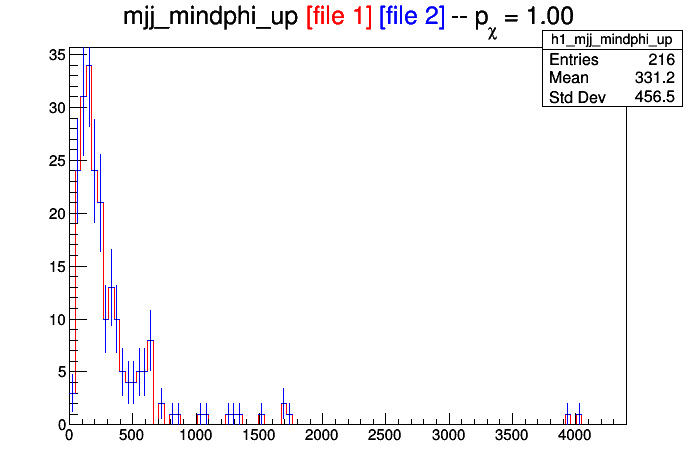 mjj_mindphi_up [file 1] [file 2] -- pχ = 1.00
h1_mjj_mindphi_up
Entries 216
Mean 331.2
Std Dev 456.5
35
30
25
20
15
10
5
0
0 500 1000 1500 2000 2500 3000 3500 4000